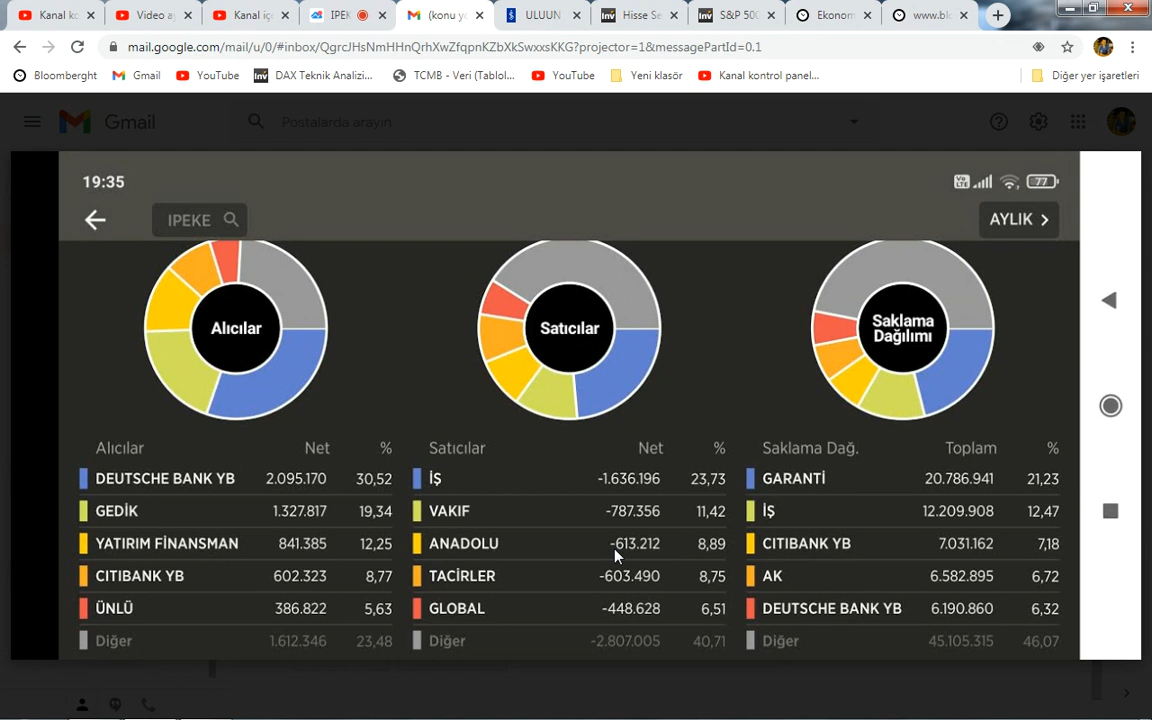 Kanal ko
Video a
Kanal içe
IPEK
(konu yo
ULUUN
Hisse Se
S&P 500
Ekonom
www.blo
mail.google.com/mail/u/0/#inbox/QgrcJHsNmHHnQrhXwZfqpnKZbXkSwxxsKKG?projector=1&messagePartId=0.1
Bloomberght
Gmail
YouTube
DAX Teknik Analizi...
TCMB - Veri (Tablol...
YouTube
Yeni klasör
Kanal kontrol panel...
Diğer yer işaretleri
Gmail
Postalarda arayın
19:35
77
IPEKE
AYLIK
Alıcılar
Satıcılar
Saklama
Dağılımı
Alıcılar Net %
DEUTSCHE BANK YB 2.095.170 30,52
GEDİK 1.327.817 19,34
YATIRIM FİNANSMAN 841.385 12,25
CITIBANK YB 602.323 8,77
ÜNLÜ 386.822 5,63
Diğer 1.612.346 23,48
Satıcılar Net %
İŞ -1.636.196 23,73
VAKIF -787.356 11,42
ANADOLU -613.212 8,89
TACİRLER -603.490 8,75
GLOBAL -448.628 6,51
Diğer -2.807.005 40,71
Saklama Dağ. Toplam %
GARANTİ 20.786.941 21,23
İŞ 12.209.908 12,47
CITIBANK YB 7.031.162 7,18
AK 6.582.895 6,72
DEUTSCHE BANK YB 6.190.860 6,32
Diğer 45.105.315 46,07